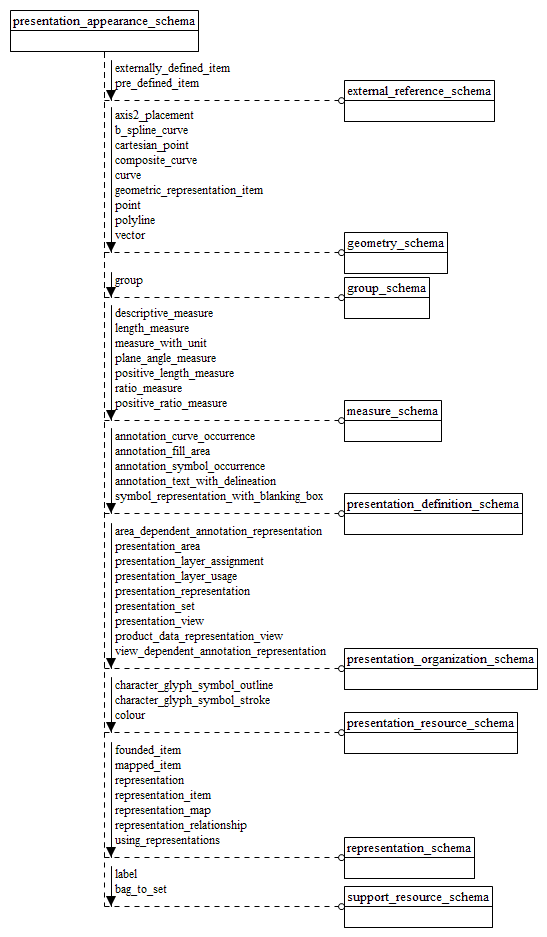 presentation_appearance_schema
externally_defined_item
pre_defined_item
external_reference_schema
axis2_placement
b_spline_curve
cartesian_point
composite_curve
curve
geometric_representation_item
point
polyline
vector
geometry_schema
group
group_schema
descriptive_measure
length_measure
measure_with_unit
plane_angle_measure
positive_length_measure
ratio_measure
positive_ratio_measure
measure_schema
annotation_curve_occurrence
annotation_fill_area
annotation_symbol_occurrence
annotation_text_with_delineation
symbol_representation_with_blanking_box
presentation_definition_schema
area_dependent_annotation_representation
presentation_area
presentation_layer_assignment
presentation_layer_usage
presentation_representation
presentation_set
presentation_view
product_data_representation_view
view_dependent_annotation_representation
presentation_organization_schema
character_glyph_symbol_outline
character_glyph_symbol_stroke
colour
presentation_resource_schema
founded_item
mapped_item
representation
representation_item
representation_map
representation_relationship
using_representations
representation_schema
label
bag_to_set
support_resource_schema